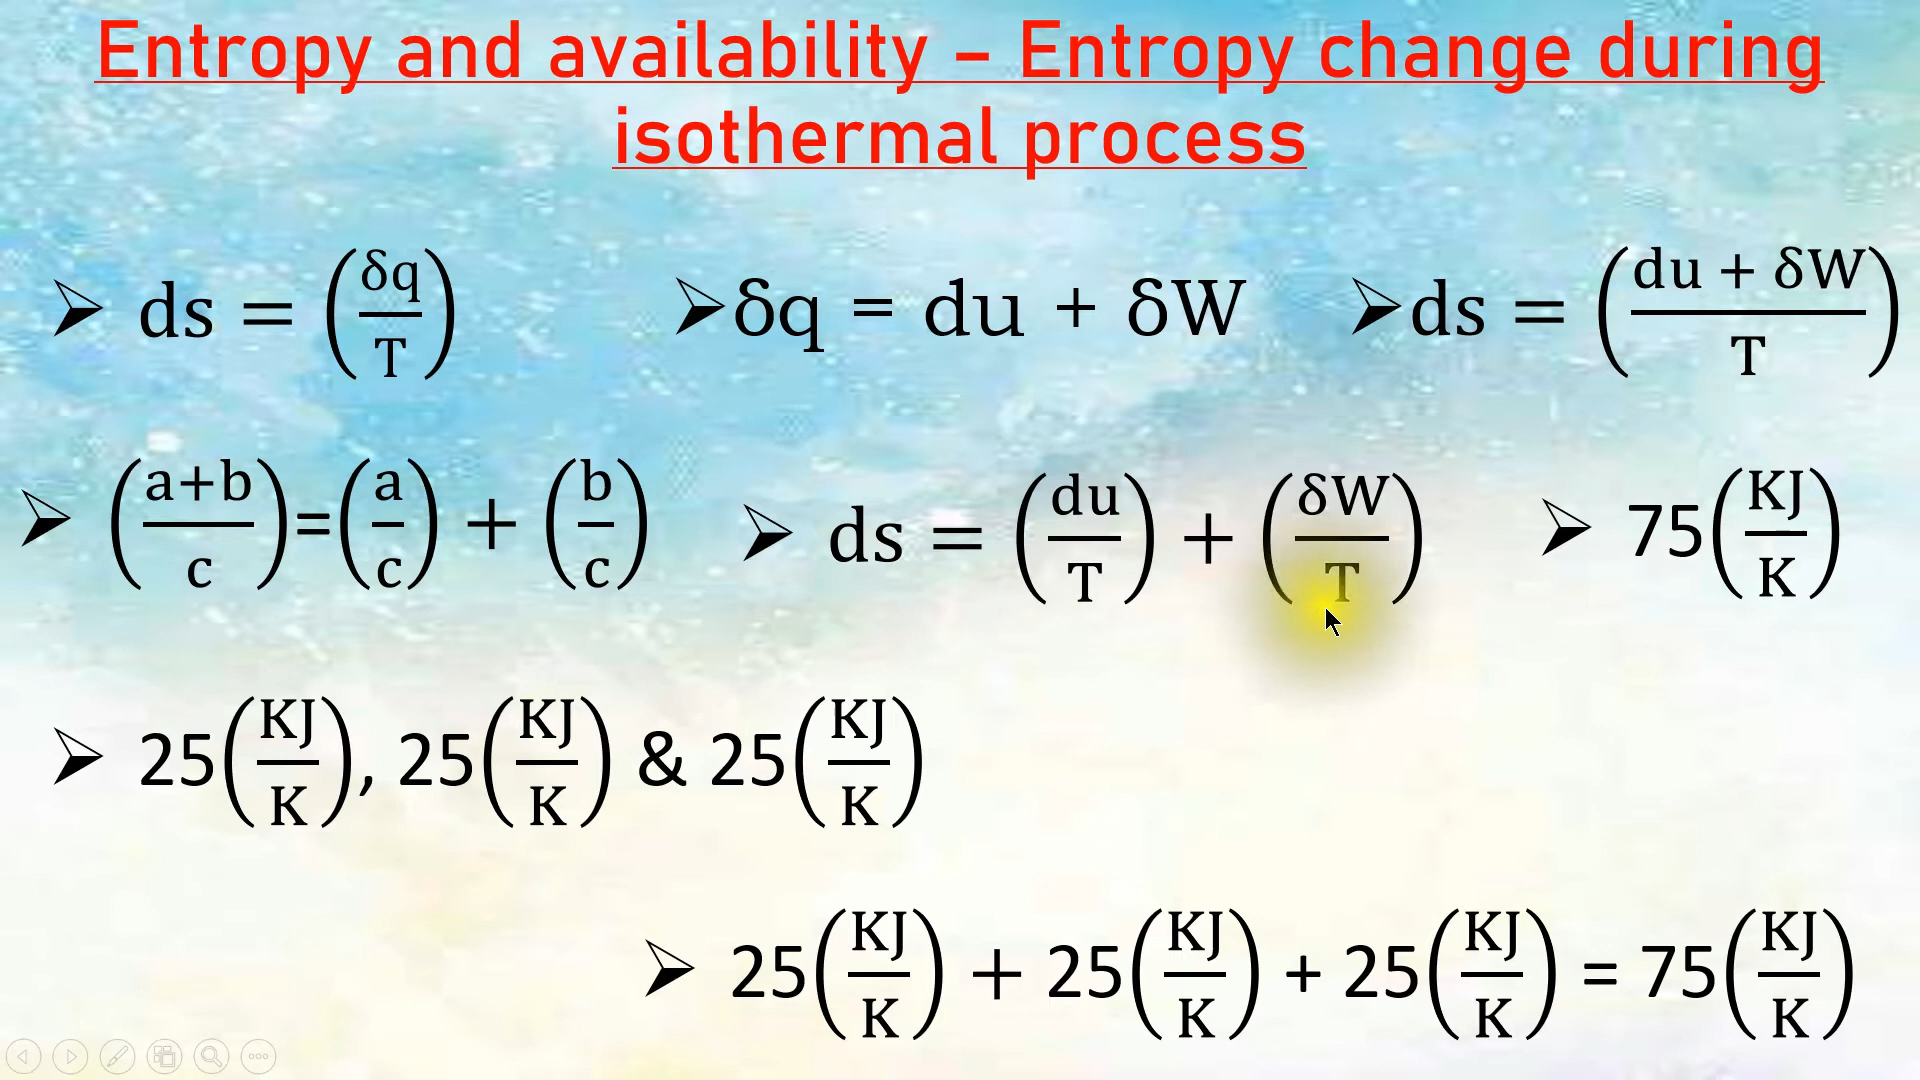 Entropy and availability – Entropy change during
isothermal process
➢ ds = (δq/T) ➢ δq = du + δW ➢ ds = ((du + δW)/T)
➢ ((a+b)/c)=(a/c) + (b/c) ➢ ds = (du/T) + (δW/T) ➢ 75(KJ/K)
➢ 25(KJ/K), 25(KJ/K) & 25(KJ/K)
➢ 25(KJ/K) + 25(KJ/K) + 25(KJ/K) = 75(KJ/K)